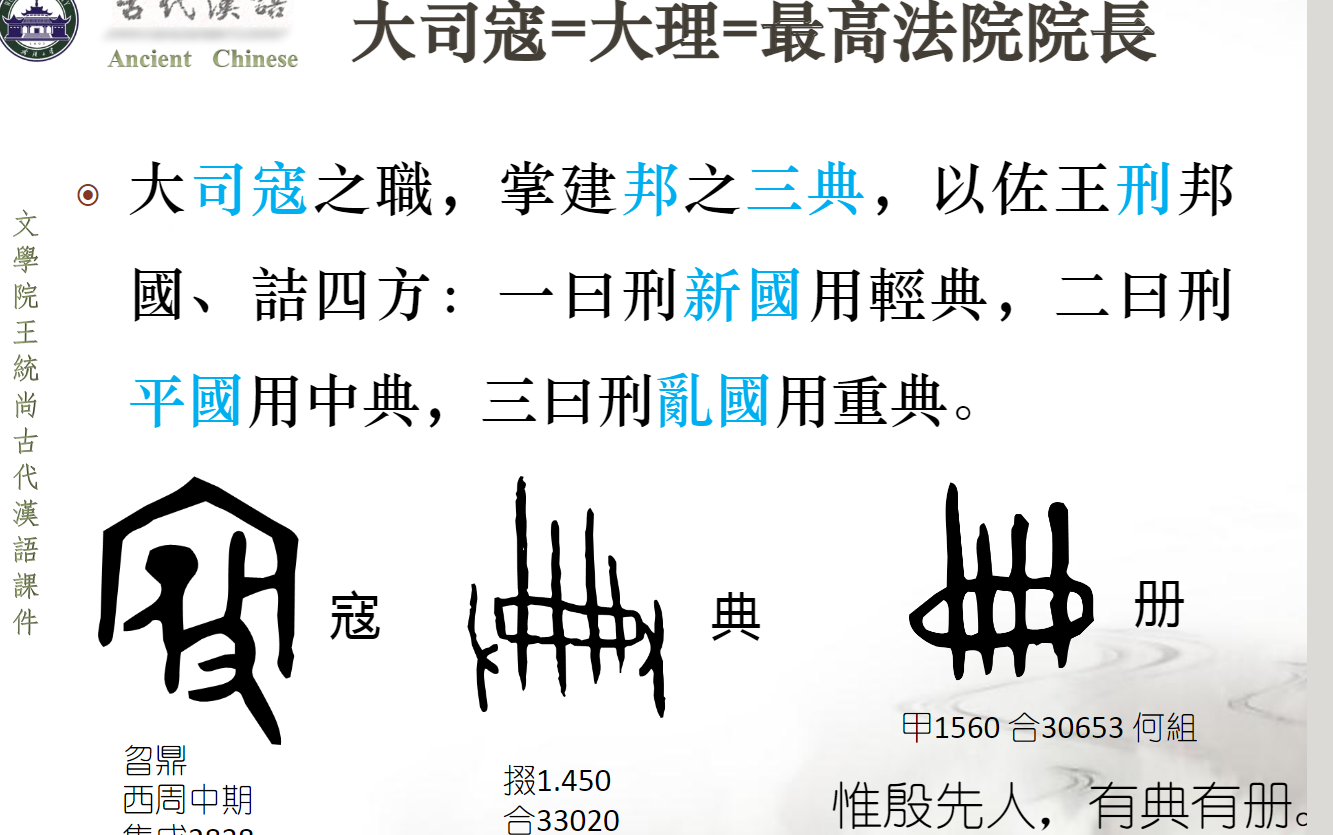 古代漢語
Ancient Chinese
大司寇=大理=最高法院院長
文學院王統尚古代漢語課件
大司寇之職，掌建邦之三典，以佐王刑邦
國、詰四方：一曰刑新國用輕典，二曰刑
平國用中典，三曰刑亂國用重典。
寇
典
册
曶鼎
西周中期
集成2838
掇1.450
合33020
甲1560 合30653 何組
惟殷先人，有典有册。